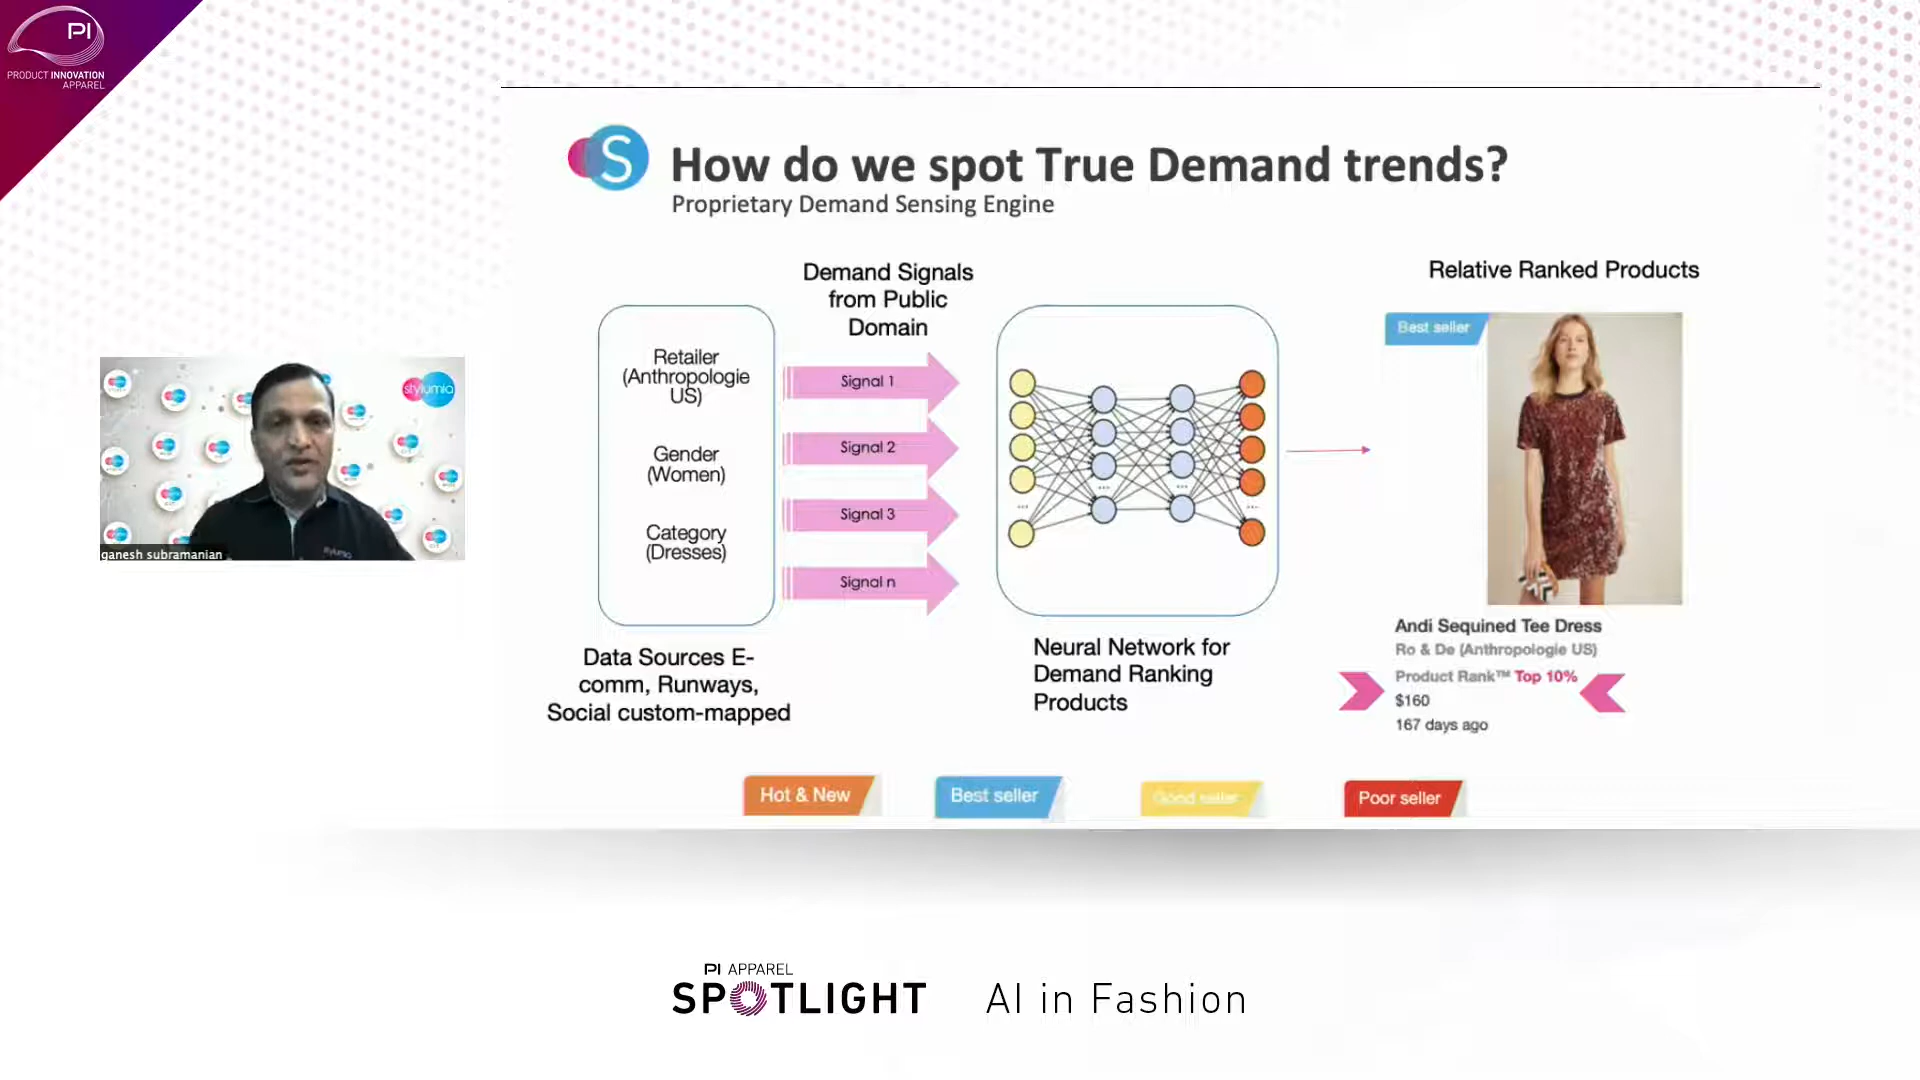 PI
PRODUCT INNOVATION
APPAREL
S
How do we spot True Demand trends?
Proprietary Demand Sensing Engine
Demand Signals
from Public
Domain
Relative Ranked Products
Retailer
(Anthropologie
US)
Gender
(Women)
Category
(Dresses)
Signal 1
Signal 2
Signal 3
Signal n
Best seller
stylumia
ganesh subramanian
Data Sources E-
comm, Runways,
Social custom-mapped
Neural Network for
Demand Ranking
Products
Andi Sequined Tee Dress
Ro & De (Anthropologie US)
Product Rank™ Top 10%
$160
167 days ago
Hot & New
Best seller
Good seller
Poor seller
PI APPAREL
SPOTLIGHT
AI in Fashion